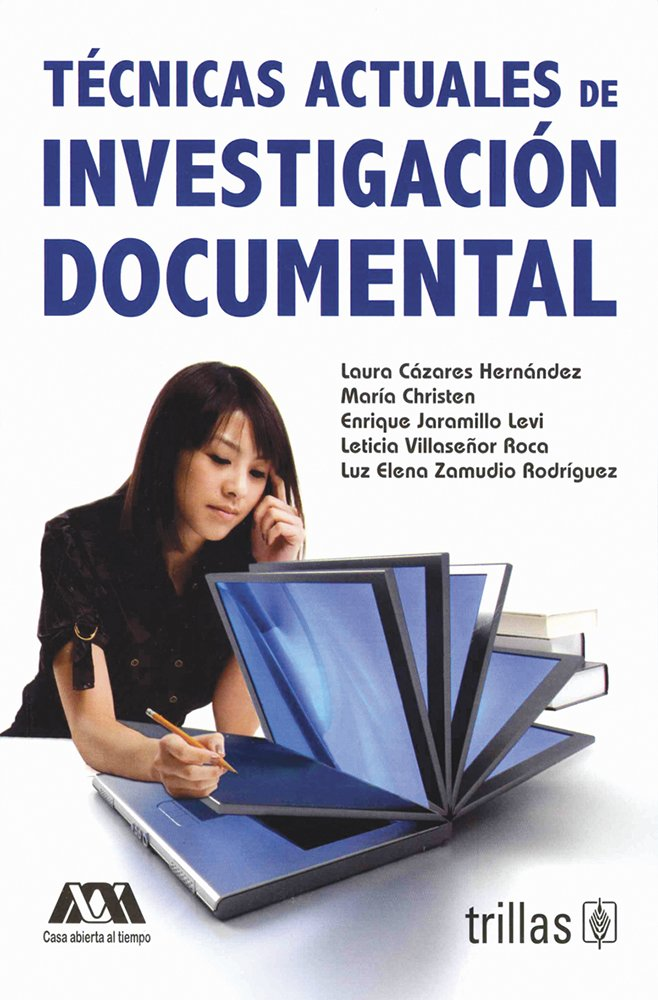 TÉCNICAS ACTUALES DE
INVESTIGACIÓN
DOCUMENTAL
Laura Cázares Hernández
María Christen
Enrique Jaramillo Levi
Leticia Villaseñor Roca
Luz Elena Zamudio Rodríguez
Casa abierta al tiempo
trillas